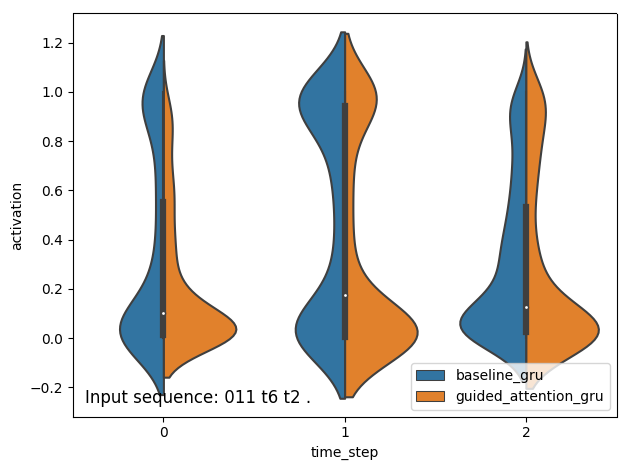 1.2
1.0
0.8
0.6
0.4
0.2
0.0
−0.2
activation
Input sequence: 011 t6 t2 .
baseline_gru
guided_attention_gru
0 1 2
time_step